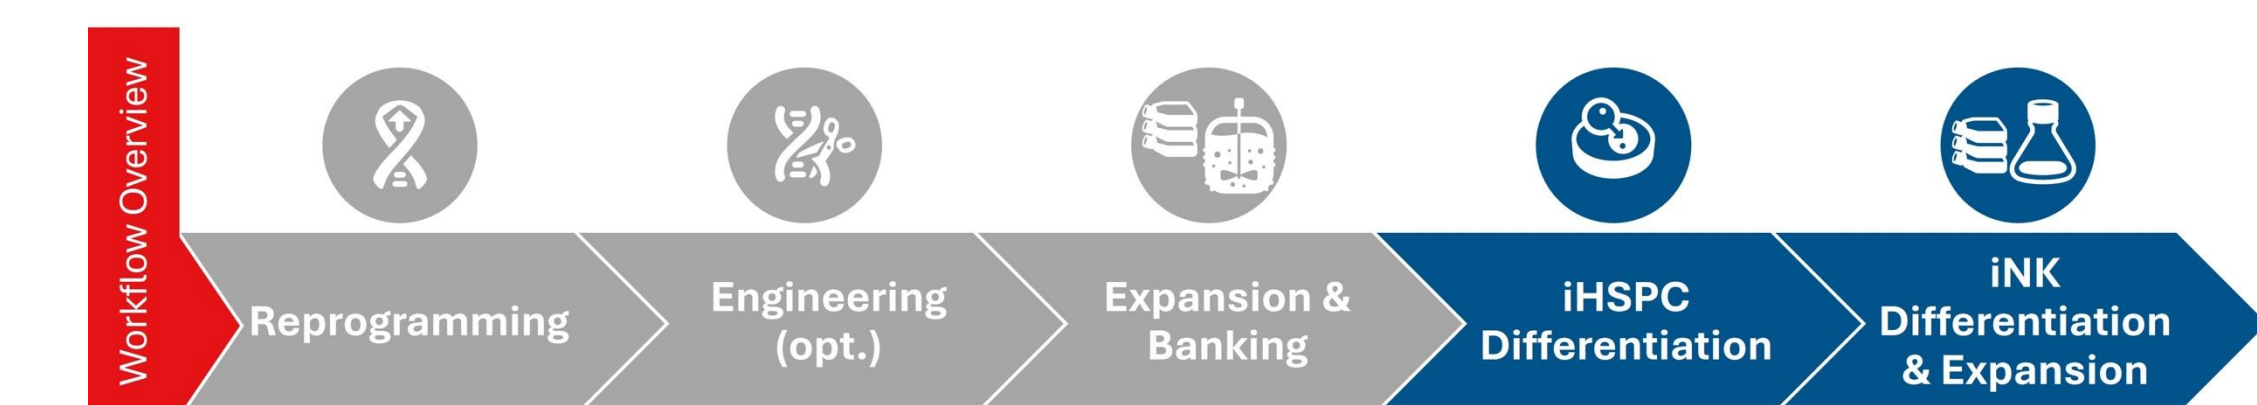 Workflow Overview
Reprogramming
Engineering
(opt.)
Expansion &
Banking
iHSPC
Differentiation
iNK
Differentiation
& Expansion